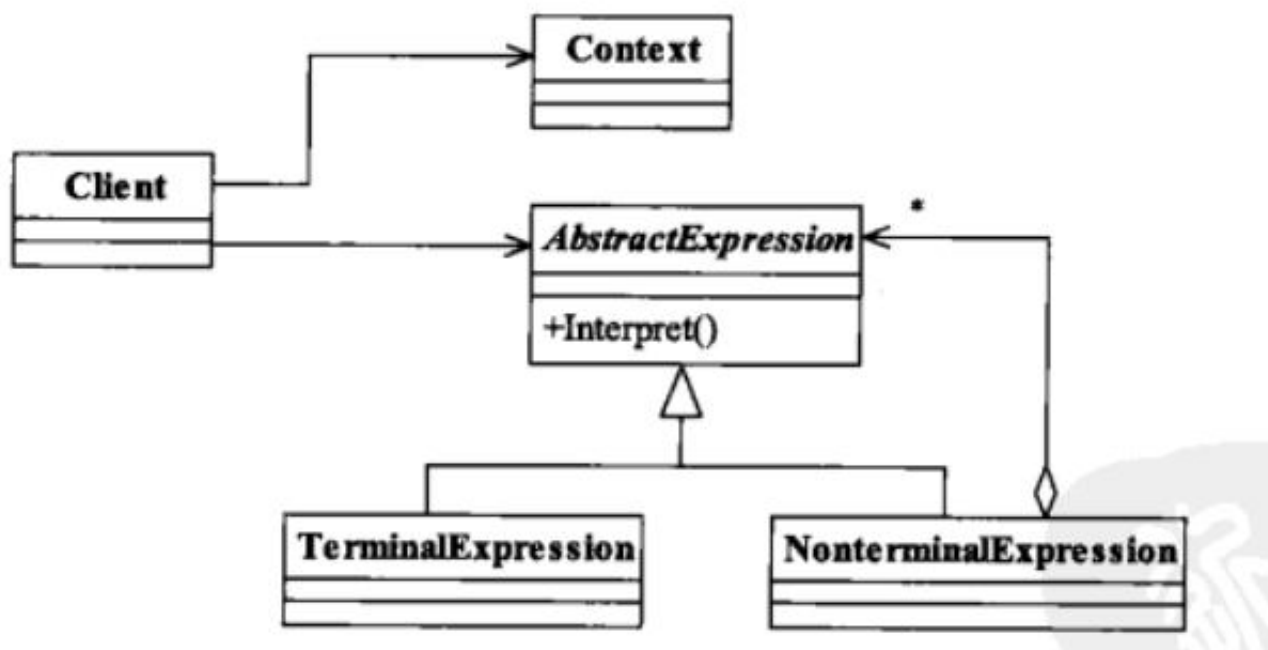 Context
Client
*
AbstractExpression
+Interpret()
TerminalExpression
NonterminalExpression